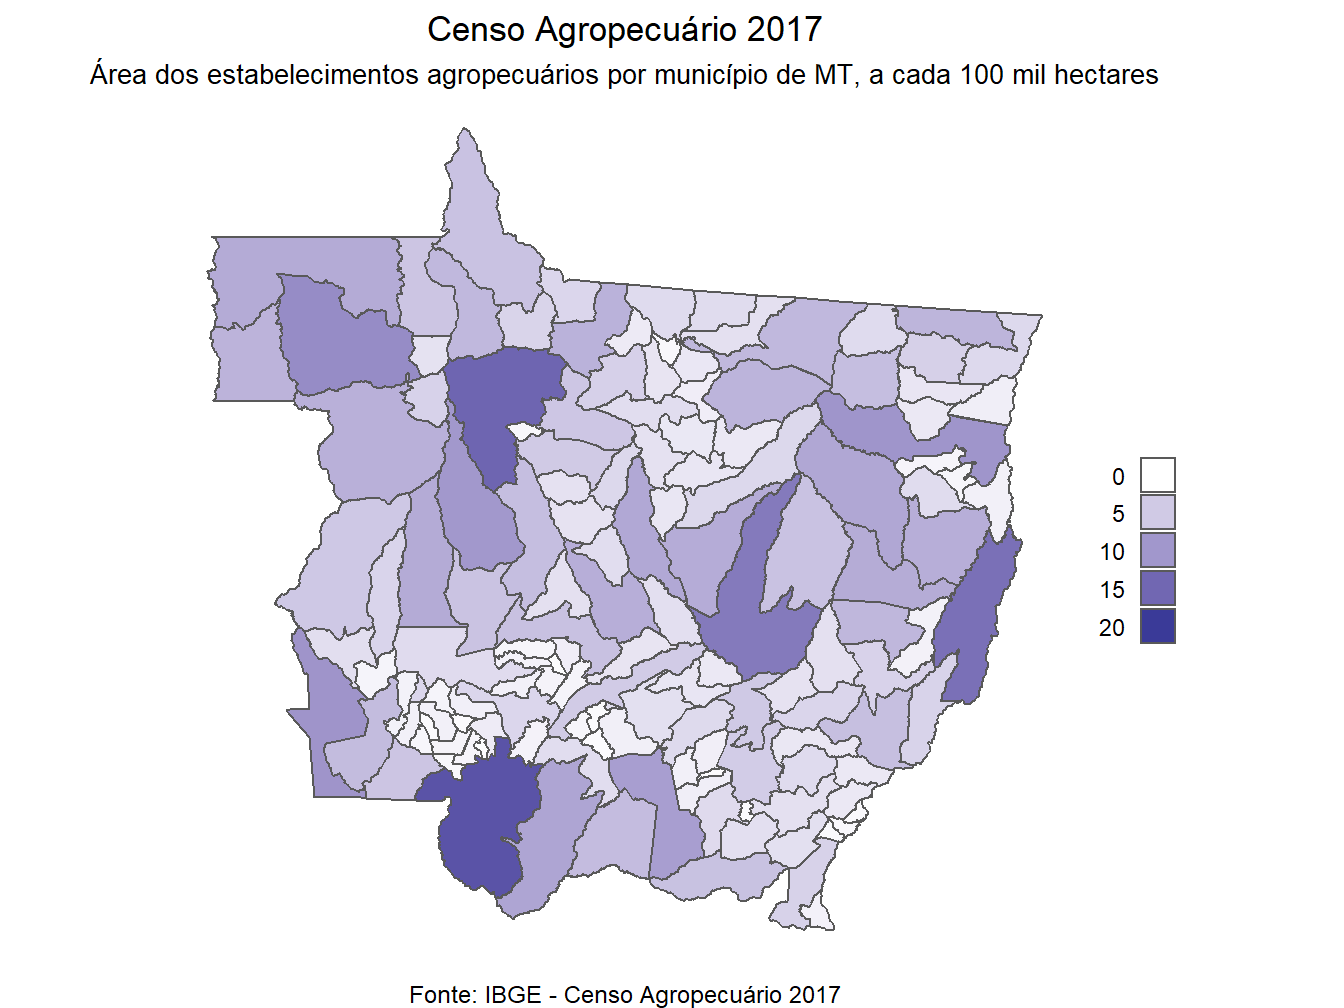 Censo Agropecuário 2017
Área dos estabelecimentos agropecuários por município de MT, a cada 100 mil hectares
0
5
10
15
20
Fonte: IBGE - Censo Agropecuário 2017